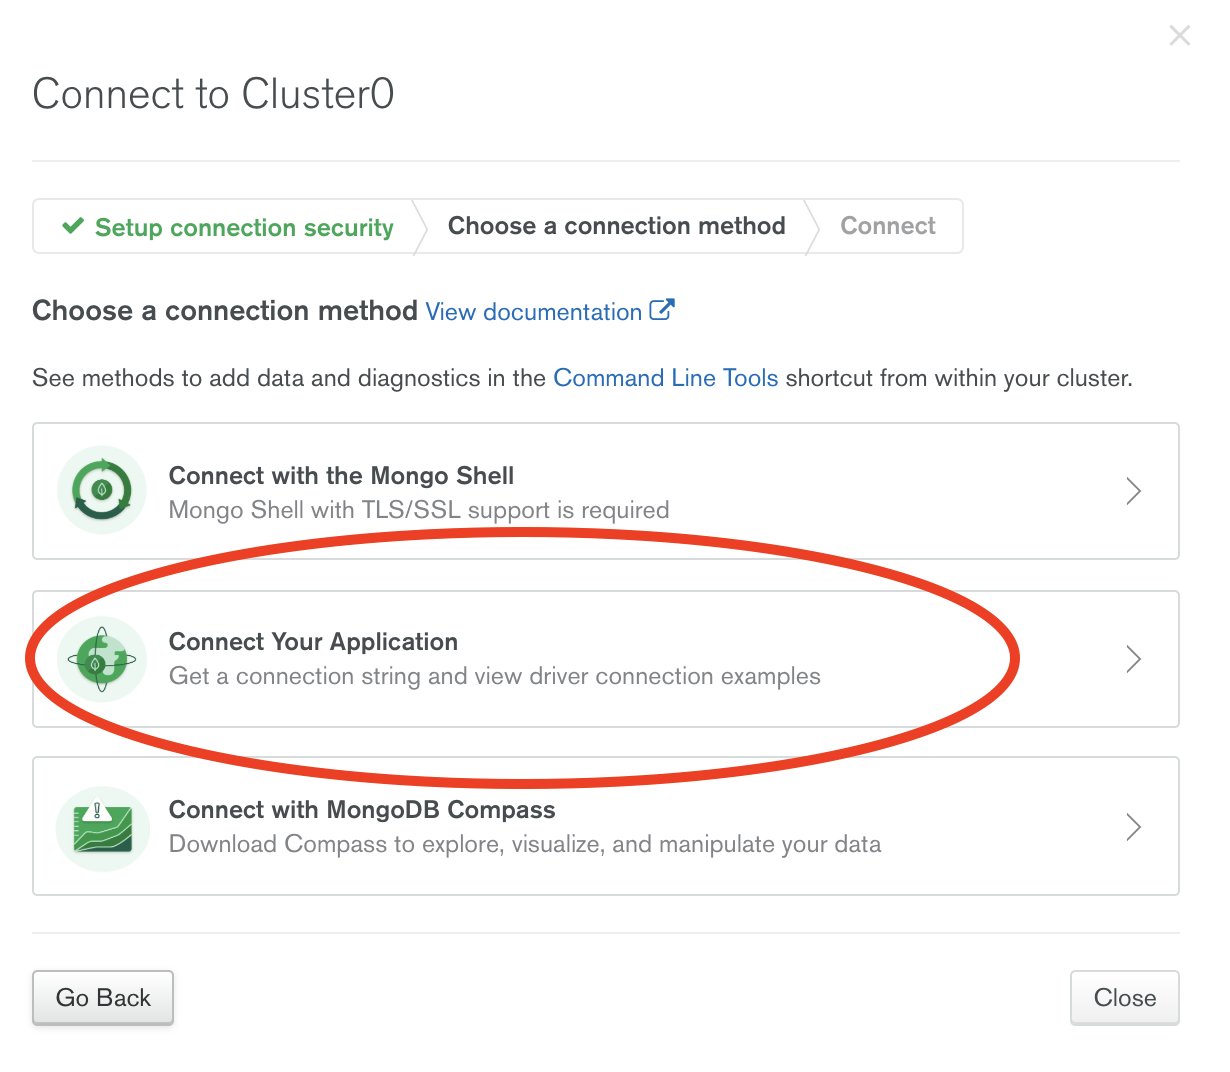 Connect to Cluster0
Setup connection security
Choose a connection method
Connect
Choose a connection method View documentation
See methods to add data and diagnostics in the Command Line Tools shortcut from within your cluster.
Connect with the Mongo Shell
Mongo Shell with TLS/SSL support is required
Connect Your Application
Get a connection string and view driver connection examples
Connect with MongoDB Compass
Download Compass to explore, visualize, and manipulate your data
Go Back
Close